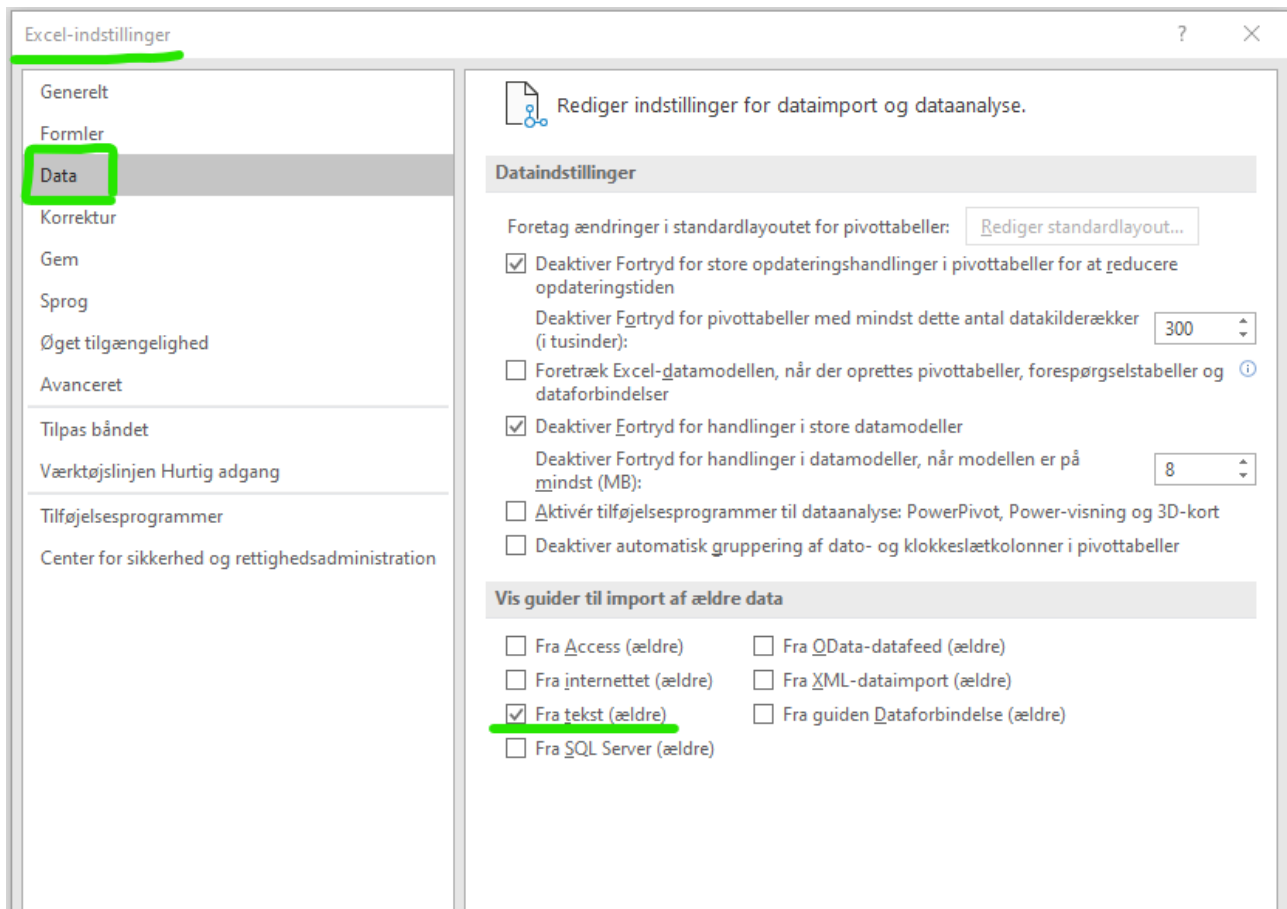 Excel-indstillinger
?
Generelt
Formler
Data
Korrektur
Gem
Sprog
Øget tilgængelighed
Avanceret
Tilpas båndet
Værktøjslinjen Hurtig adgang
Tilføjelsesprogrammer
Center for sikkerhed og rettighedsadministration
Rediger indstillinger for dataimport og dataanalyse.
Dataindstillinger
Foretag ændringer i standardlayoutet for pivottabeller: Rediger standardlayout...
Deaktiver Fortryd for store opdateringshandlinger i pivottabeller for at reducere
opdateringstiden
Deaktiver Fortryd for pivottabeller med mindst dette antal datakilderækker
(i tusinder):
300
Foretræk Excel-datamodellen, når der oprettes pivottabeller, forespørgselstabeller og
dataforbindelser
Deaktiver Fortryd for handlinger i store datamodeller
Deaktiver Fortryd for handlinger i datamodeller, når modellen er på
mindst (MB):
8
Aktivér tilføjelsesprogrammer til dataanalyse: PowerPivot, Power-visning og 3D-kort
Deaktiver automatisk gruppering af dato- og klokkeslætkolonner i pivottabeller
Vis guider til import af ældre data
Fra Access (ældre) Fra OData-datafeed (ældre)
Fra internettet (ældre) Fra XML-dataimport (ældre)
Fra tekst (ældre) Fra guiden Dataforbindelse (ældre)
Fra SQL Server (ældre)